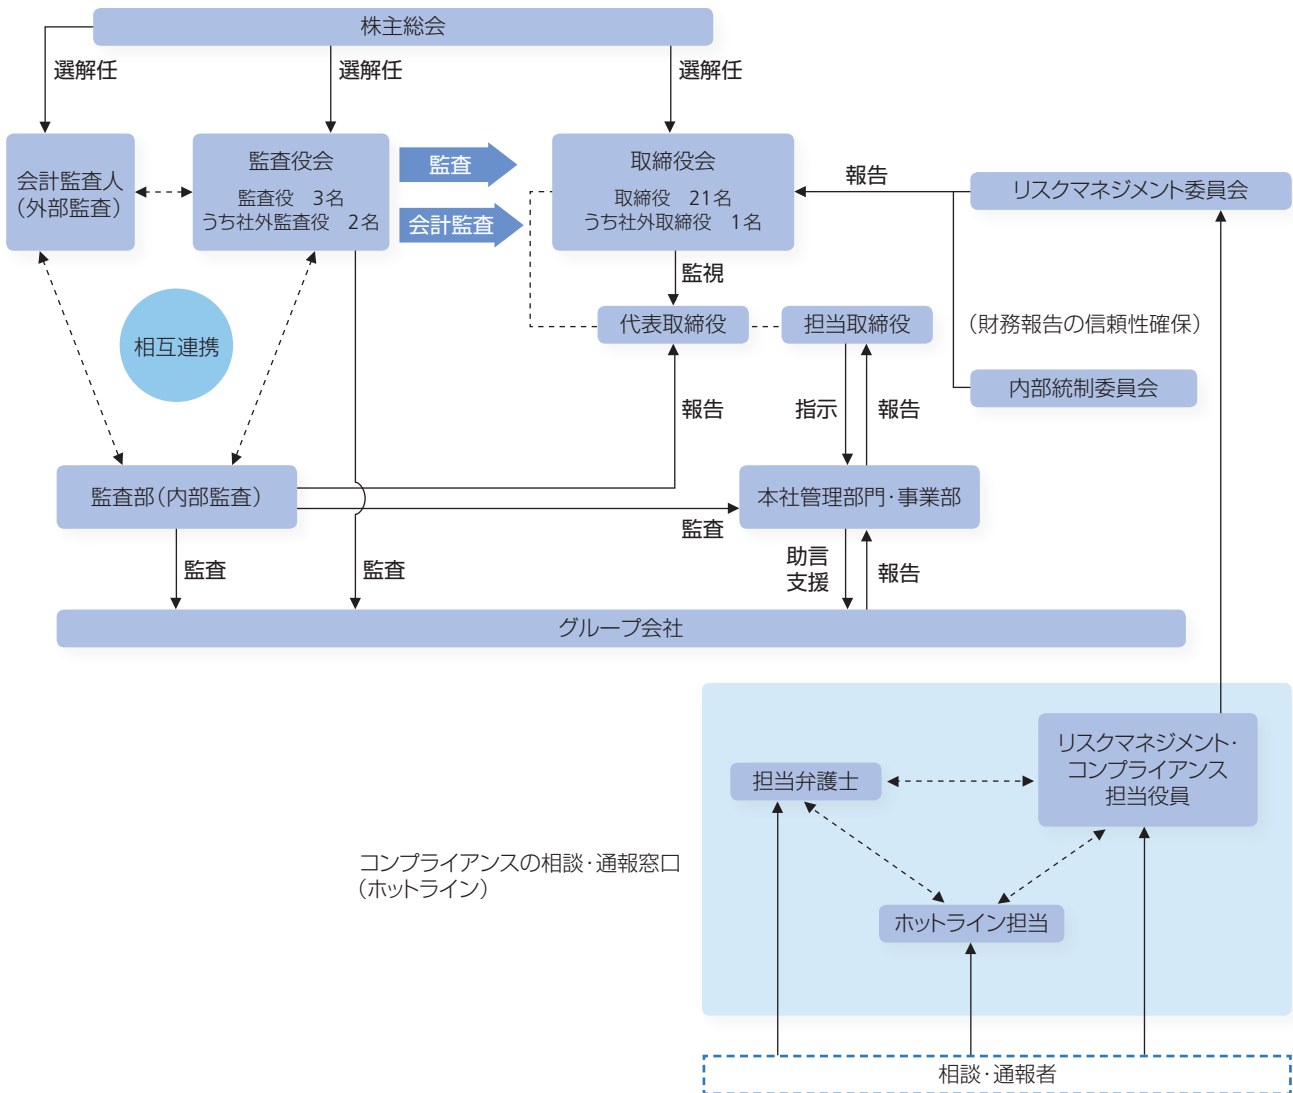 株主総会
選解任
選解任
選解任
会計監査人
（外部監査）
監査役会
監査役　3名
うち社外監査役　2名
監査
会計監査
取締役会
取締役　21名
うち社外取締役　1名
報告
リスクマネジメント委員会
監視
代表取締役
担当取締役
（財務報告の信頼性確保）
相互連携
内部統制委員会
報告
指示
報告
監査部（内部監査）
本社管理部門・事業部
監査
監査
監査
助言
支援
報告
グループ会社
リスクマネジメント・
コンプライアンス
担当役員
担当弁護士
コンプライアンスの相談・通報窓口
（ホットライン）
ホットライン担当
相談・通報者